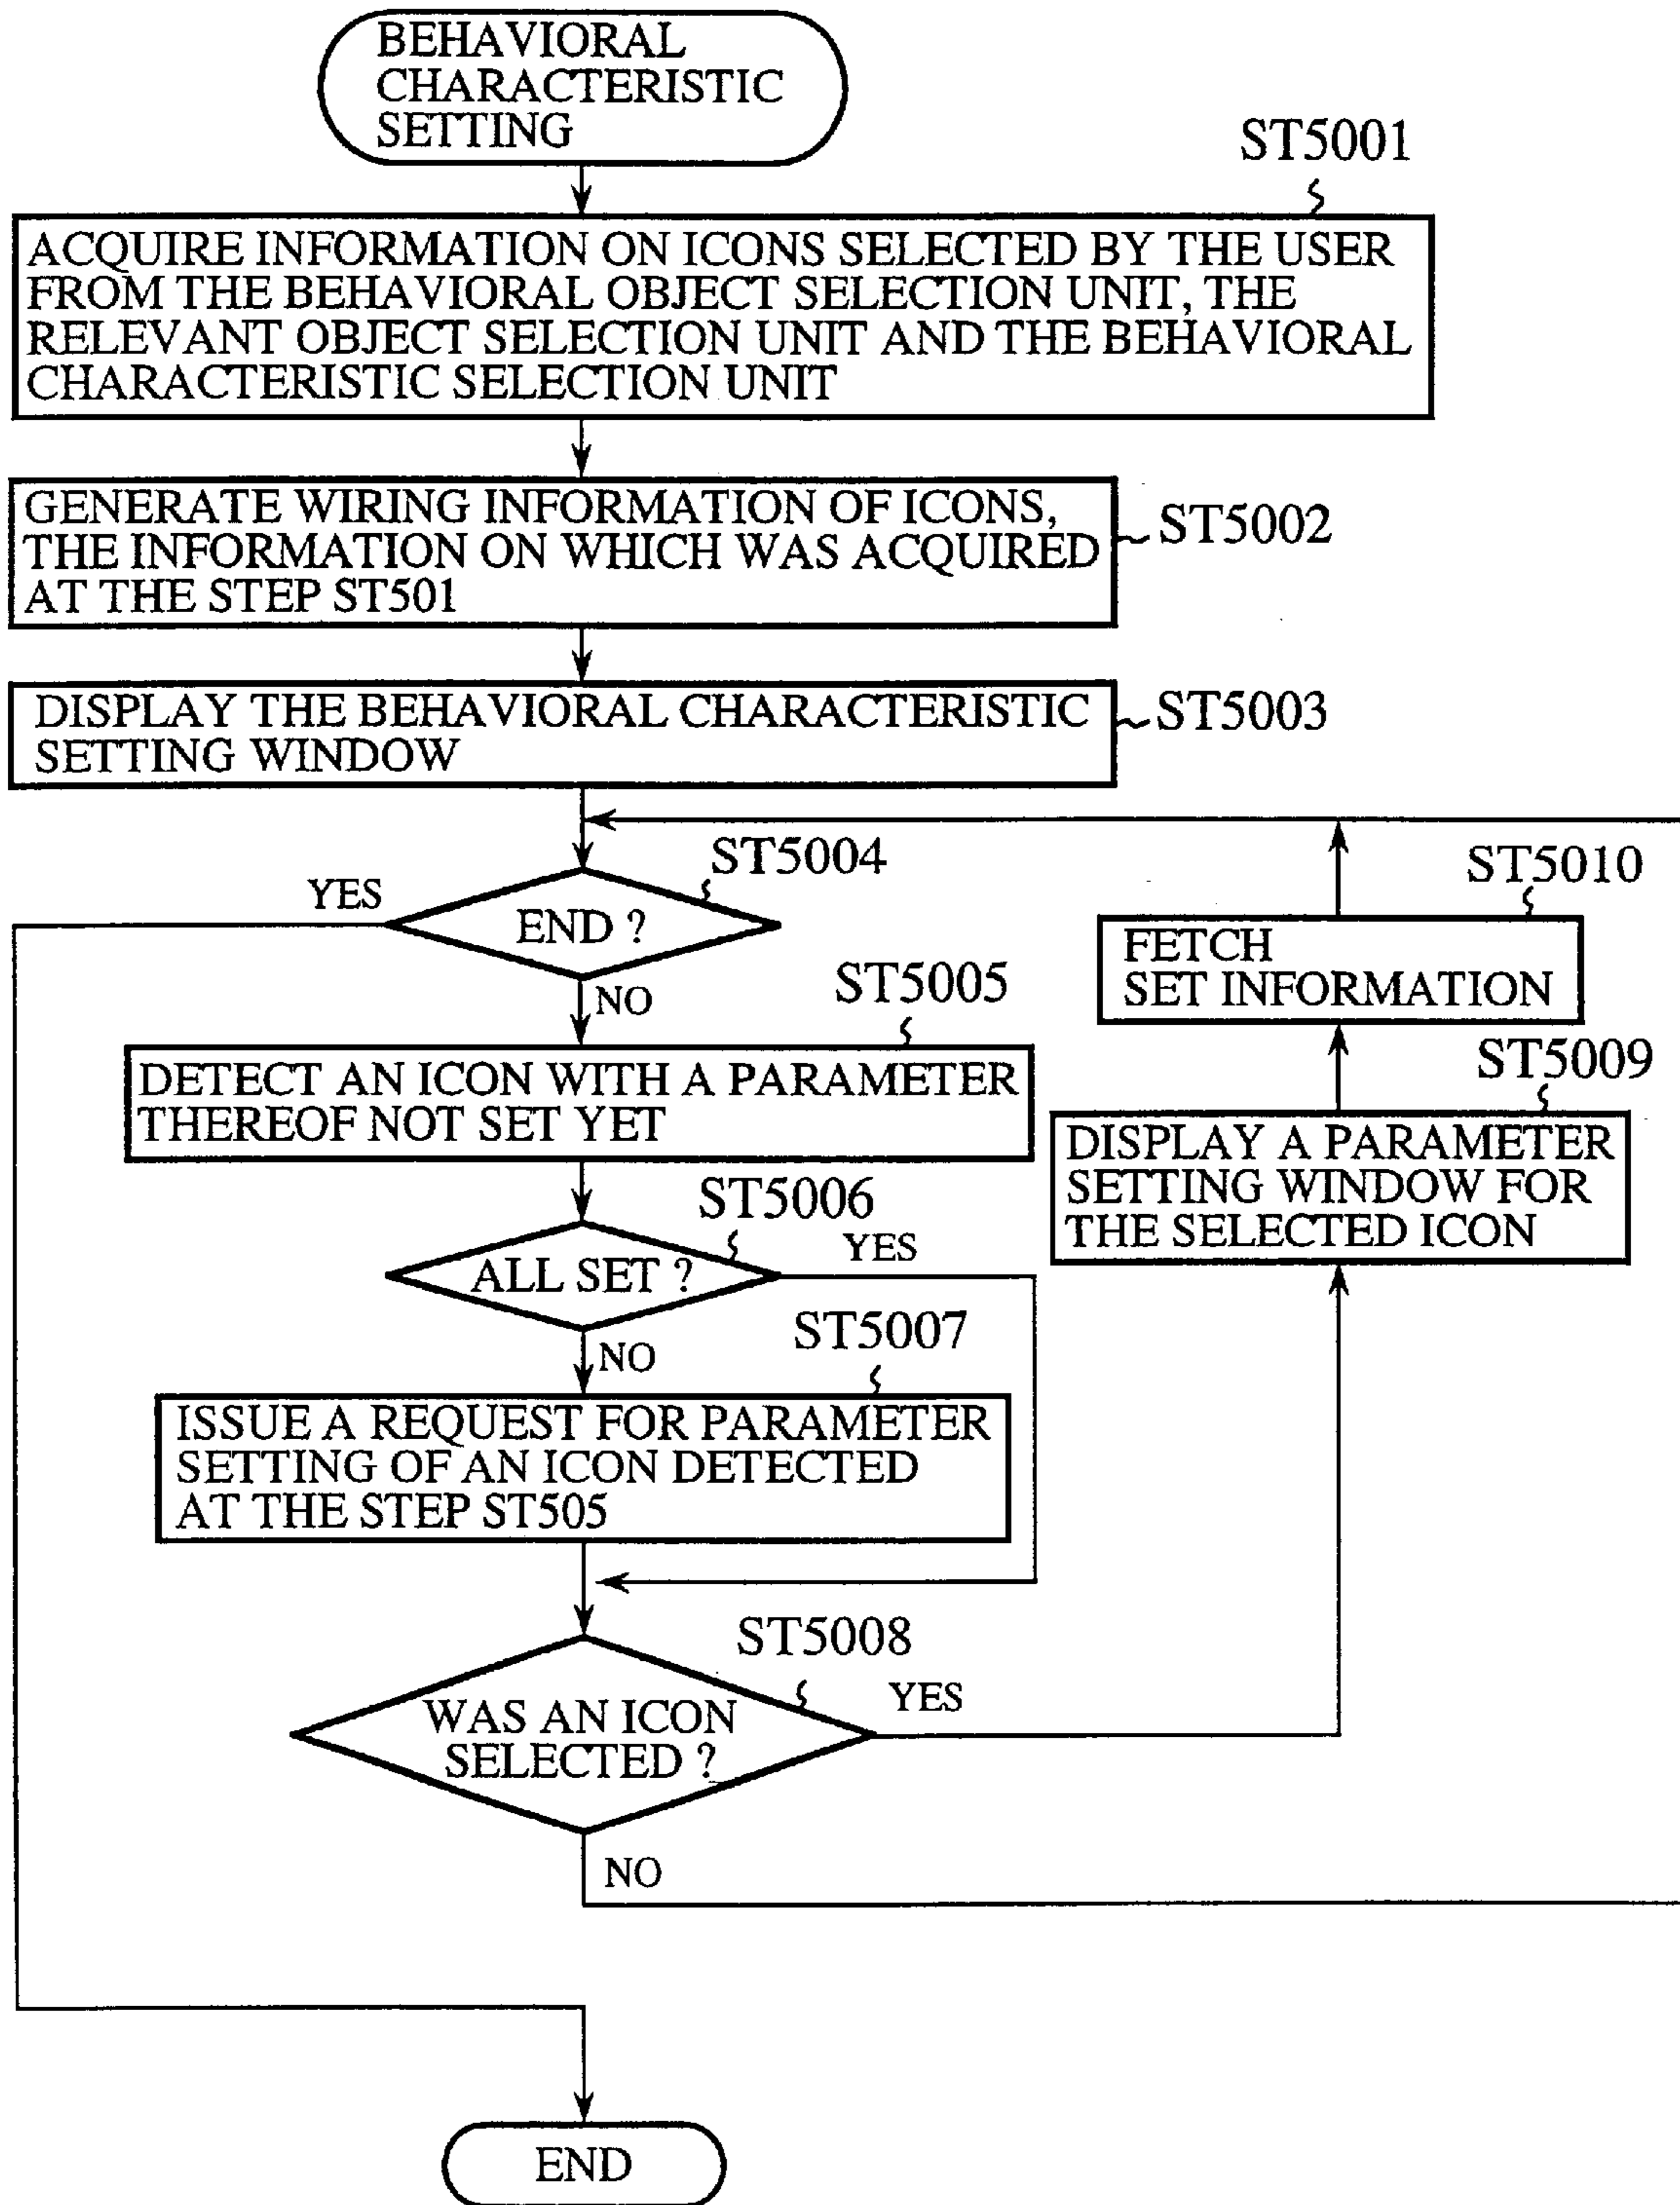 BEHAVIORAL
CHARACTERISTIC
SETTING
ST5001
ACQUIRE INFORMATION ON ICONS SELECTED BY THE USER
FROM THE BEHAVIORAL OBJECT SELECTION UNIT, THE
RELEVANT OBJECT SELECTION UNIT AND THE BEHAVIORAL
CHARACTERISTIC SELECTION UNIT
GENERATE WIRING INFORMATION OF ICONS,
THE INFORMATION ON WHICH WAS ACQUIRED
AT THE STEP ST501
ST5002
DISPLAY THE BEHAVIORAL CHARACTERISTIC
SETTING WINDOW
ST5003
ST5004
YES
END ?
NO
ST5005
DETECT AN ICON WITH A PARAMETER
THEREOF NOT SET YET
ST5006
YES
ALL SET ?
NO
ST5007
ISSUE A REQUEST FOR PARAMETER
SETTING OF AN ICON DETECTED
AT THE STEP ST505
ST5008
YES
WAS AN ICON
SELECTED ?
NO
ST5009
DISPLAY A PARAMETER
SETTING WINDOW FOR
THE SELECTED ICON
ST5010
FETCH
SET INFORMATION
END